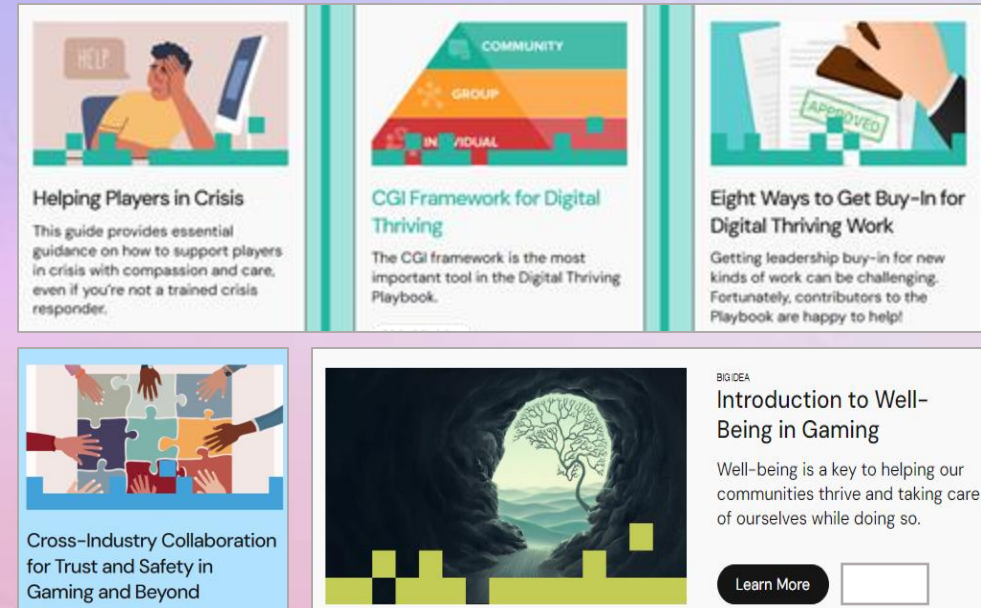 HELP
Helping Players in Crisis
This guide provides essential
guidance on how to support players
in crisis with compassion and care,
even if you're not a trained crisis
responder.
COMMUNITY
GROUP
INDIVIDUAL
CGI Framework for Digital
Thriving
The CGI framework is the most
important tool in the Digital Thriving
Playbook.
APPROVED
Eight Ways to Get Buy-In for
Digital Thriving Work
Getting leadership buy-in for new
kinds of work can be challenging.
Fortunately, contributors to the
Playbook are happy to help!
Cross-Industry Collaboration
for Trust and Safety in
Gaming and Beyond
BIG IDEA
Introduction to Well-
Being in Gaming
Well-being is a key to helping our
communities thrive and taking care
of ourselves while doing so.
Learn More